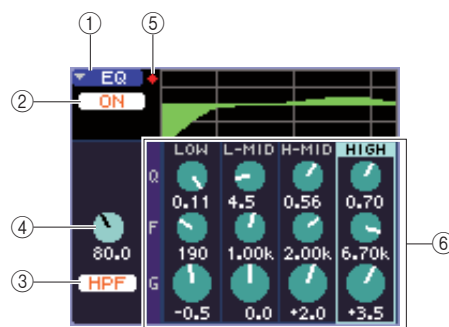 ① ⑤
EQ
② ON
LOW L-MID H-MID HIGH
Q
0.11 4.5 0.56 0.70
④ F ⑥
80.0 190 1.00k 2.00k 6.70k
③ HPF G
-0.5 0.0 +2.0 +3.5